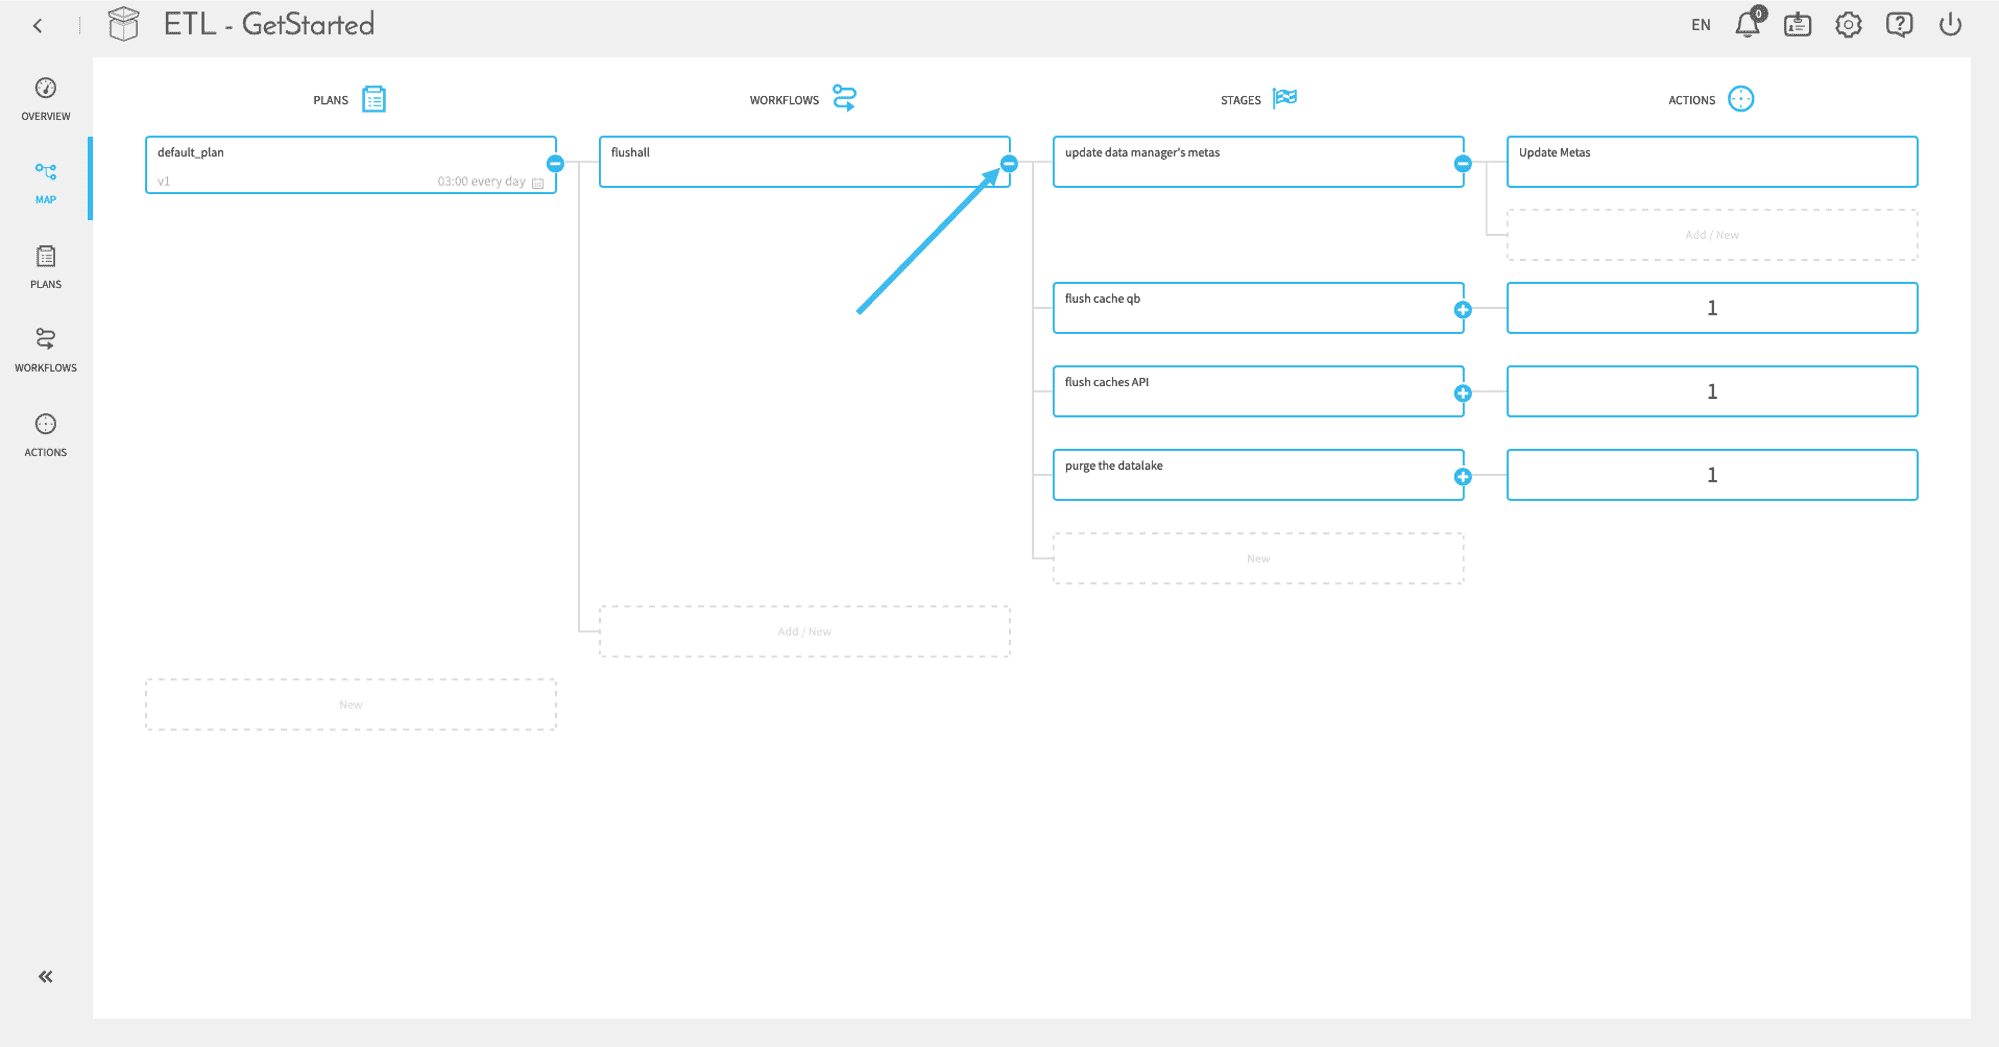 ETL - GetStarted
EN
0
OVERVIEW
MAP
PLANS
WORKFLOWS
ACTIONS
PLANS
WORKFLOWS
STAGES
ACTIONS
default_plan
v1
03:00 every day
flushall
update data manager's metas
Update Metas
Add / New
flush cache qb
1
flush caches API
1
purge the datalake
1
New
Add / New
New